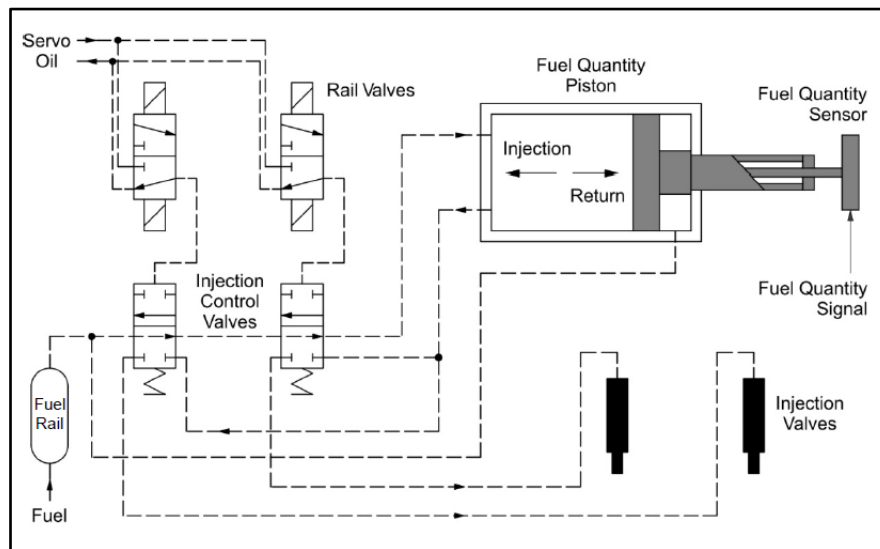 Servo
Oil
Rail Valves
Fuel Quantity
Piston
Fuel Quantity
Sensor
Injection
Return
Injection
Control
Valves
Fuel Quantity
Signal
Fuel
Rail
Injection
Valves
Fuel